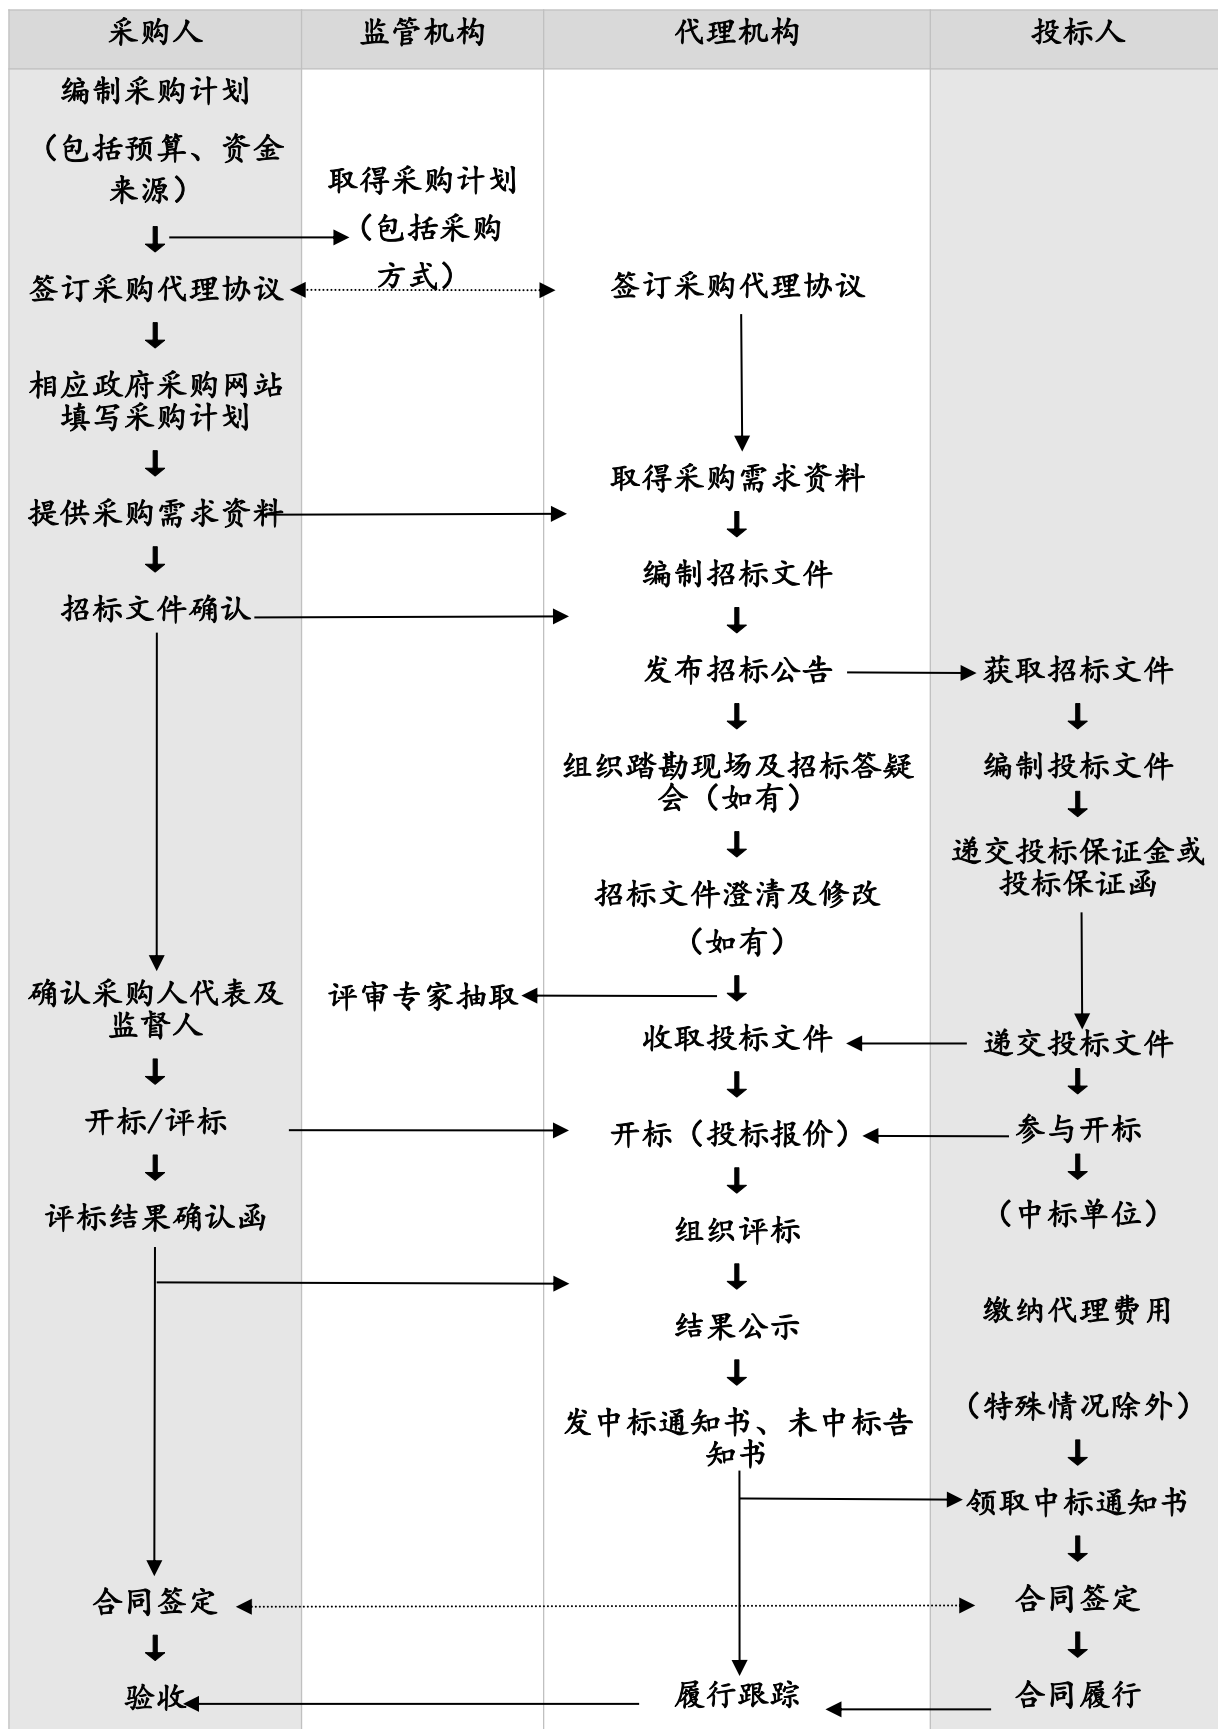 采购人
监管机构
代理机构
投标人
编制采购计划
（包括预算、资金
来源）
签订采购代理协议
相应政府采购网站
填写采购计划
提供采购需求资料
招标文件确认
确认采购人代表及
监督人
开标/评标
评标结果确认函
合同签定
验收
取得采购计划
（包括采购
方式）
评审专家抽取
签订采购代理协议
取得采购需求资料
编制招标文件
发布招标公告
组织踏勘现场及招标答疑
会（如有）
招标文件澄清及修改
（如有）
收取投标文件
开标（投标报价）
组织评标
结果公示
发中标通知书、未中标告
知书
履行跟踪
获取招标文件
编制投标文件
递交投标保证金或
投标保证函
递交投标文件
参与开标
（中标单位）
缴纳代理费用
（特殊情况除外）
领取中标通知书
合同签定
合同履行